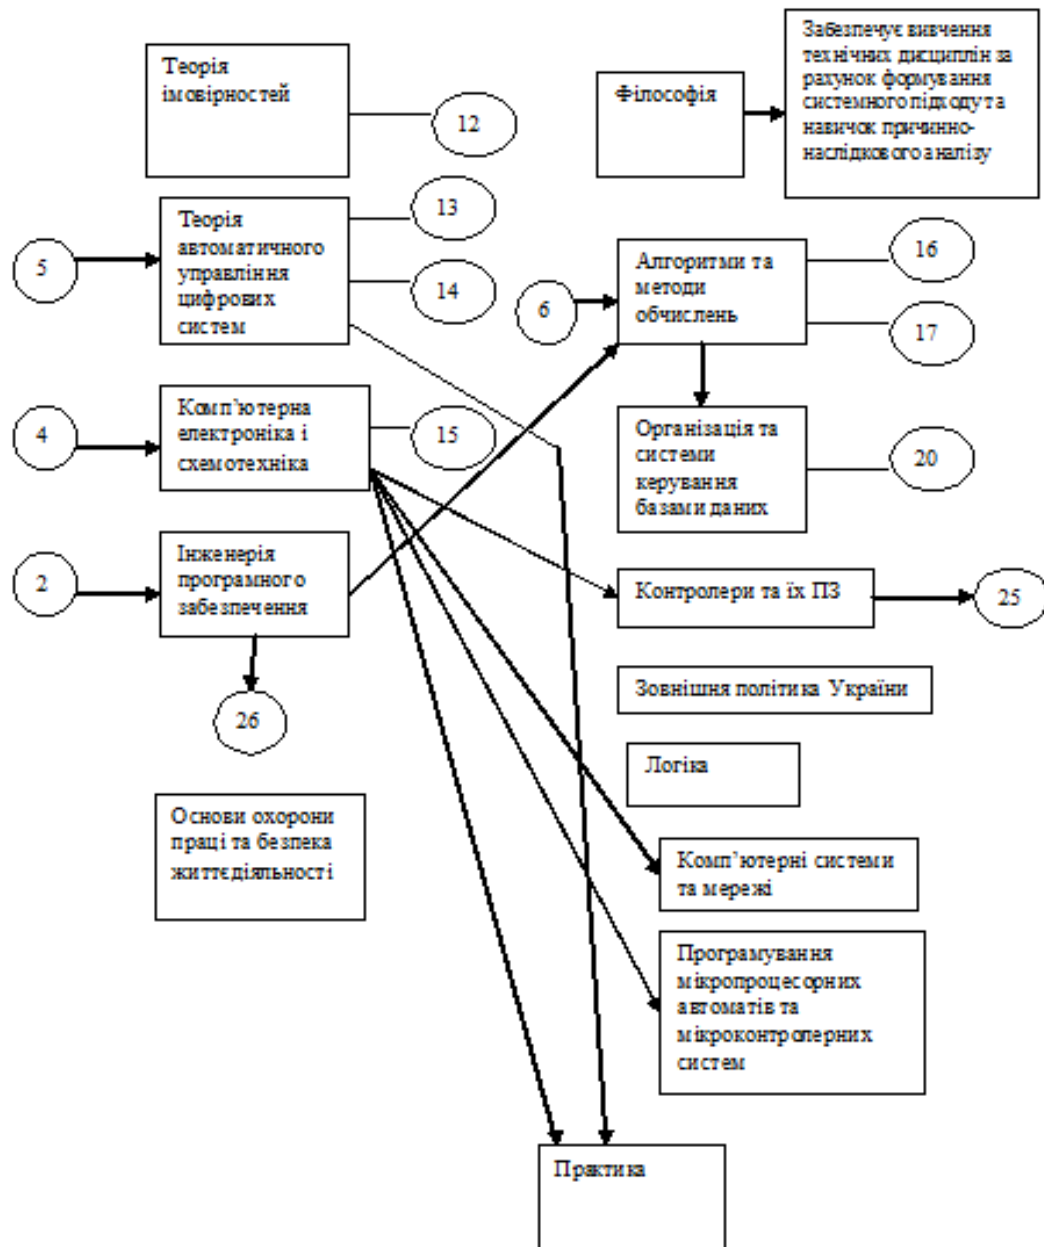 Теорія
імовірностей
12
Філософія
Забезпечує вивчення
технічних дисциплін за
рахунок формування
системного підходу та
навичок причинно-
наслідкового аналізу
5
Теорія
автоматичного
управління
цифрових
систем
13
14
6
Алгоритми та
методи
обчислень
16
17
4
Комп’ютерна
електроніка і
схемотехніка
15
Організація та
системи
керування
базами даних
20
2
Інженерія
програмного
забезпечення
26
Контролери та їх ПЗ
25
Зовнішня політика України
Логіка
Основи охорони
праці та безпека
життєдіяльності
Комп’ютерні системи
та мережі
Програмування
мікропроцесорних
автоматів та
мікроконтролерних
систем
Практика